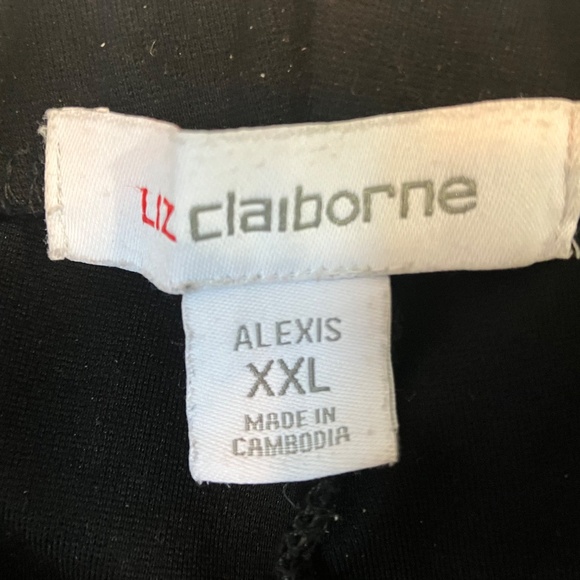 LIZ claiborne
ALEXIS
XXL
MADE IN
CAMBODIA